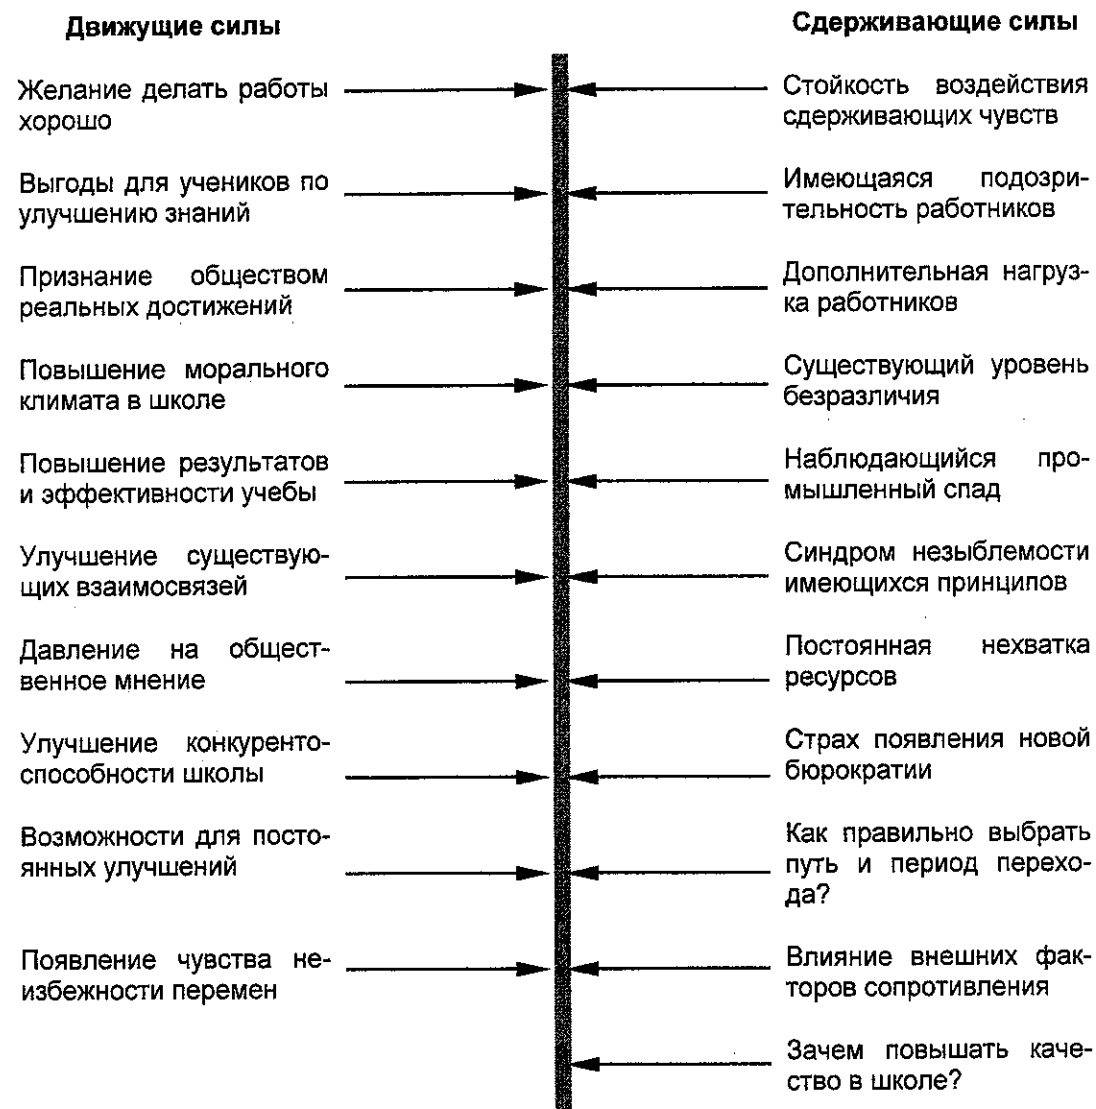 Движущие силы
Желание делать работы
хорошо
Выгоды для учеников по
улучшению знаний
Признание обществом
реальных достижений
Повышение морального
климата в школе
Повышение результатов
и эффективности учебы
Улучшение существую-
щих взаимосвязей
Давление на общест-
венное мнение
Улучшение конкуренто-
способности школы
Возможности для посто-
янных улучшений
Появление чувства не-
избежности перемен
Сдерживающие силы
Стойкость воздействия
сдерживающих чувств
Имеющаяся подозри-
тельность работников
Дополнительная нагруз-
ка работников
Существующий уровень
безразличия
Наблюдающийся про-
мышленный спад
Синдром незыблемости
имеющихся принципов
Постоянная нехватка
ресурсов
Страх появления новой
бюрократии
Как правильно выбрать
путь и период перехо-
да?
Влияние внешних фак-
торов сопротивления
Зачем повышать каче-
ство в школе?